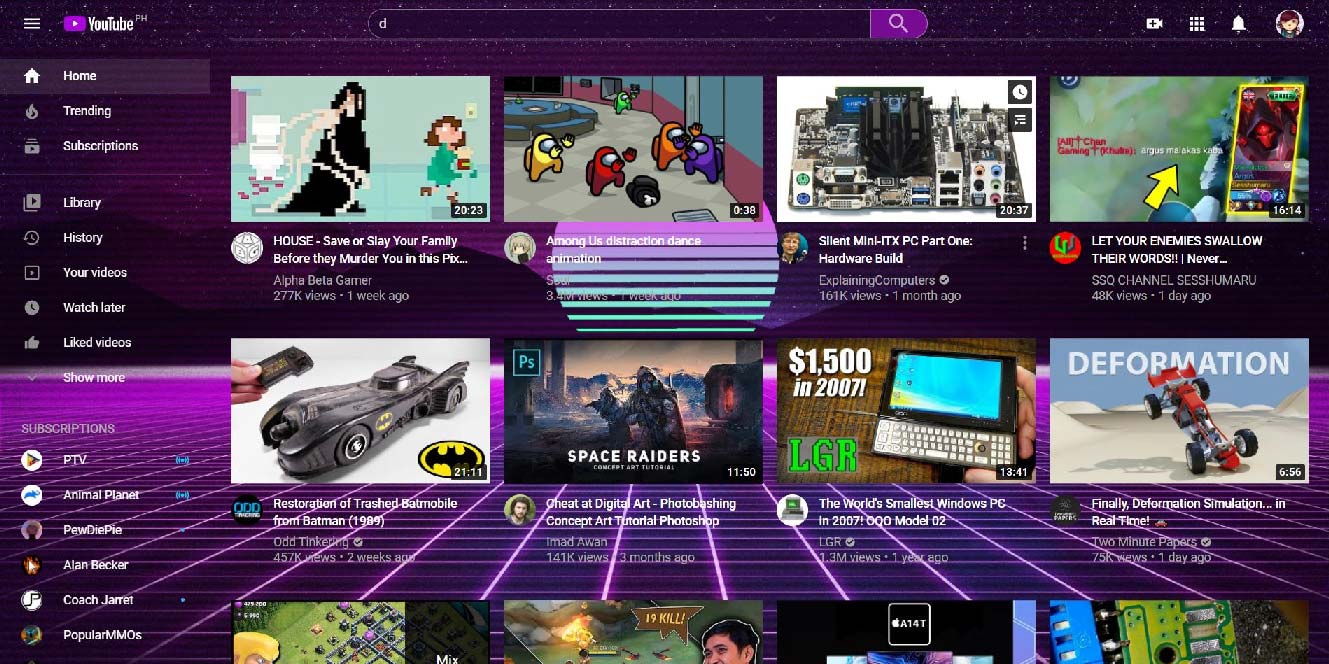 YouTube PH
d
Home
Trending
Subscriptions
Library
History
Your videos
Watch later
Liked videos
Show more
SUBSCRIPTIONS
PTV
Animal Planet
PewDiePie
Alan Becker
Coach Jarret
PopularMMOs
20:23
HOUSE - Save or Slay Your Family
Before they Murder You in this Pix...
Alpha Beta Gamer
277K views • 1 week ago
0:38
Among Us distraction dance
animation
Soul
3.4M views • 1 week ago
20:37
Silent Mini-ITX PC Part One:
Hardware Build
ExplainingComputers
161K views • 1 month ago
argus malakas kaba
Sesshumaru
16:14
LET YOUR ENEMIES SWALLOW
THEIR WORDS!! | Never...
SSQ CHANNEL SESSHUMARU
48K views • 1 day ago
21:11
Restoration of Trashed Batmobile
from Batman (1989)
Odd Tinkering
457K views • 2 weeks ago
Ps
SPACE RAIDERS
CONCEPT ART TUTORIAL
11:50
Cheat at Digital Art - Photobashing
Concept Art Tutorial Photoshop
Imad Awan
141K views • 3 months ago
$1,500
in 2007!
LGR
13:41
The World's Smallest Windows PC
in 2007! OQO Model 02
LGR
1.3M views • 1 year ago
DEFORMATION
6:56
Finally, Deformation Simulation... in
Real Time! 🚗
Two Minute Papers
75K views • 1 day ago
Mix
19 KILL!
A14T